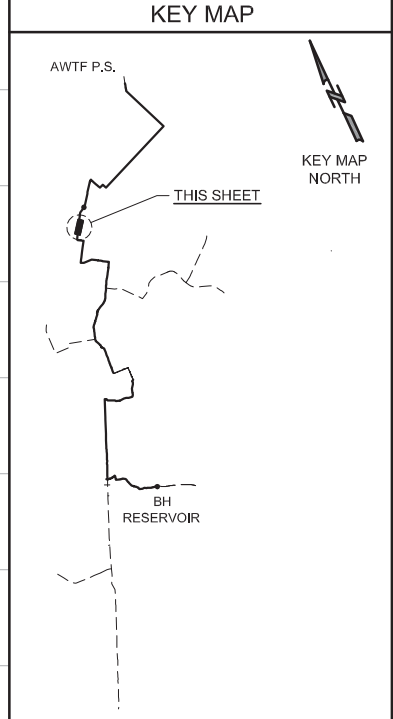 KEY MAP
AWTF P.S.
KEY MAP
NORTH
THIS SHEET
BH
RESERVOIR